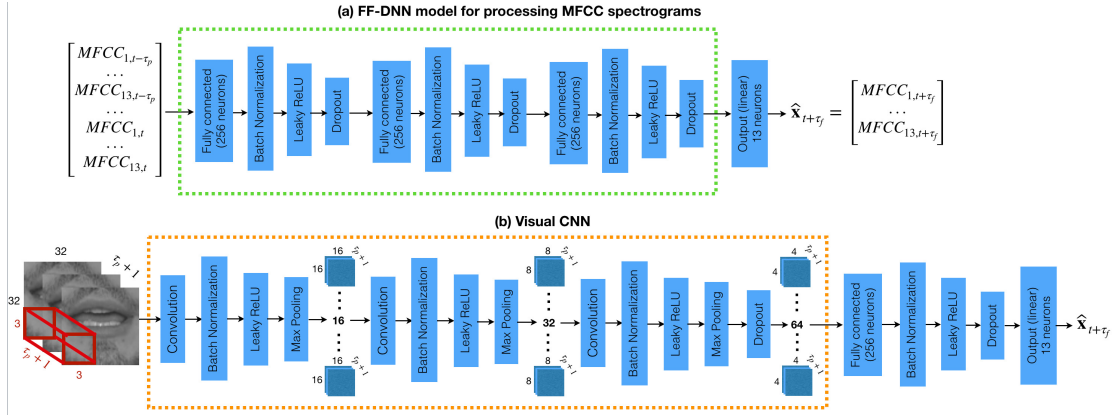 (a) FF-DNN model for processing MFCC spectrograms
MFCC₁,ₜ₋τₚ
...
MFCC₁₃,ₜ₋τₚ
...
MFCC₁,ₜ
...
MFCC₁₃,ₜ
Fully connected
(256 neurons)
Batch Normalization
Leaky ReLU
Dropout
Fully connected
(256 neurons)
Batch Normalization
Leaky ReLU
Dropout
Fully connected
(256 neurons)
Batch Normalization
Leaky ReLU
Dropout
Output (linear)
13 neurons
x̂ t+τf =
MFCC1,t+τf
...
MFCC13,t+τf
(b) Visual CNN
32
τp + 1
32
3
τp + 1
3
Convolution
Batch Normalization
Leaky ReLU
Max Pooling
16
τp+1
16
16
16
τp+1
16
Convolution
Batch Normalization
Leaky ReLU
Max Pooling
8
τp+1
8
32
8
τp+1
8
Convolution
Batch Normalization
Leaky ReLU
Max Pooling
Dropout
4
τp+1
4
64
4
τp+1
4
Fully connected
(256 neurons)
Batch Normalization
Leaky ReLU
Dropout
Output (linear)
13 neurons
x̂ t+τf